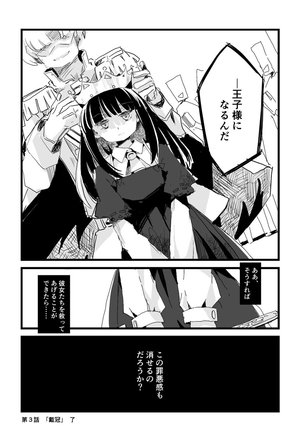 ―王子様に
なるんだ
ああ、
そうすれば
彼女たちを救って
あげることが
できたら……
この罪悪感も
消せるの
だろうか？
第３話　「戴冠」　了